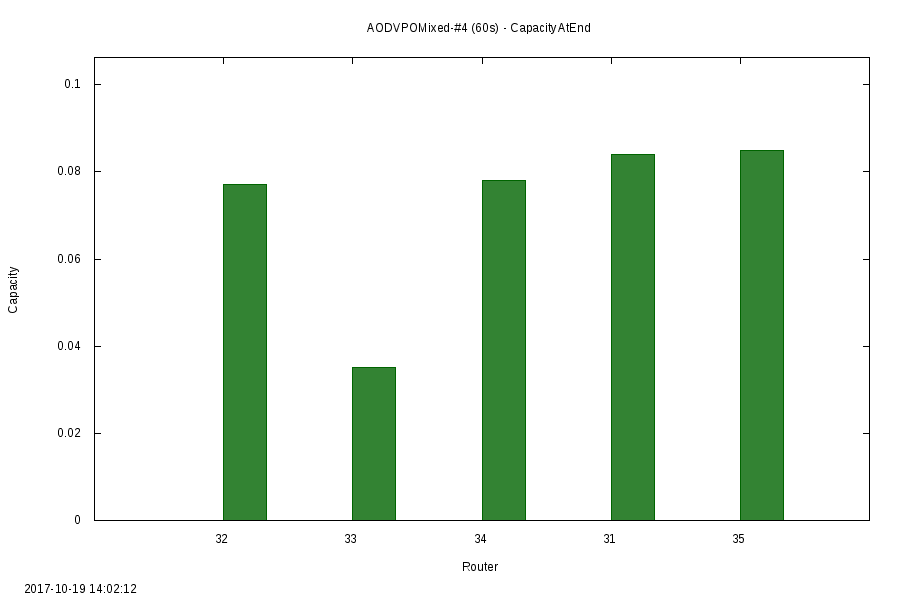 AODVPOMixed-#4 (60s) - CapacityAtEnd
0.1
0.08
0.06
0.04
0.02
0
Capacity
32 33 34 31 35
Router
2017-10-19 14:02:12